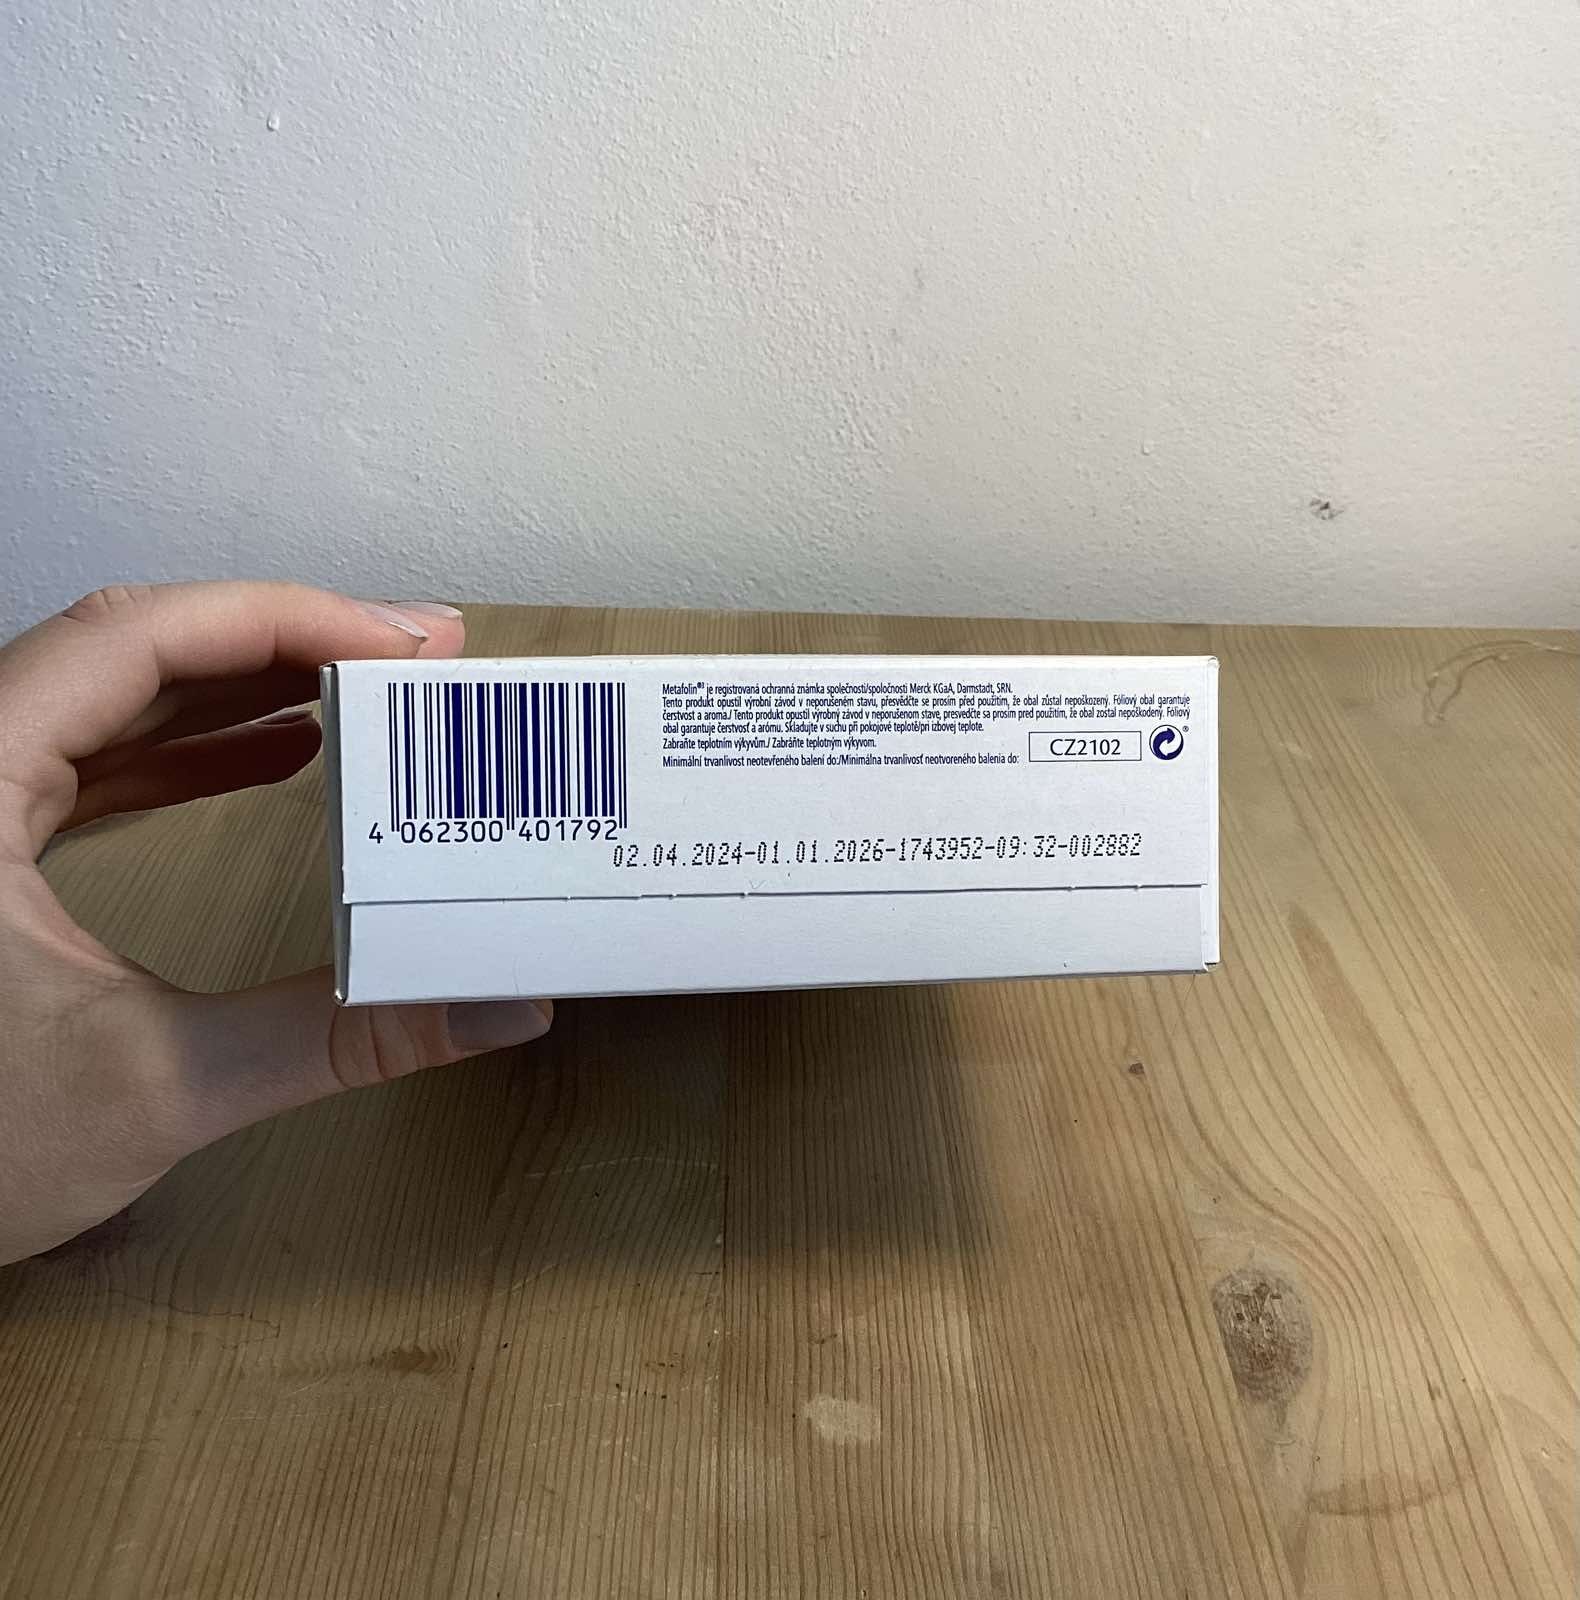 4 062300 401792
Metafolin® je registrovaná ochranná známka společnosti/spoločnosti Merck KGaA, Darmstadt, SRN.
Tento produkt opustil výrobní závod v neporušeném stavu, přesvědčte se prosím před použitím, že obal zůstal nepoškozený. Fóliový obal garantuje
čerstvost a aroma./ Tento produkt opustil výrobný závod v neporušenom stave, presvedčte sa prosím pred použitím, že obal zostal nepoškodený. Fóliový
obal garantuje čerstvosť a arómu. Skladujte v suchu při pokojové teplotě/pri izbovej teplote.
Zabraňte teplotním výkyvům./ Zabráňte teplotným výkyvom.
Minimální trvanlivost neotevřeného balení do:/Minimálna trvanlivosť neotvoreného balenia do:
CZ2102
®
02.04.2024-01.01.2026-1743952-09:32-002882